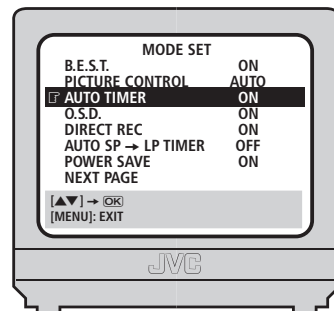 MODE SET
B.E.S.T. ON
PICTURE CONTROL AUTO
☞ AUTO TIMER ON
O.S.D. ON
DIRECT REC ON
AUTO SP → LP TIMER OFF
POWER SAVE ON
NEXT PAGE
[▲▼] → OK
[MENU]: EXIT
JVC